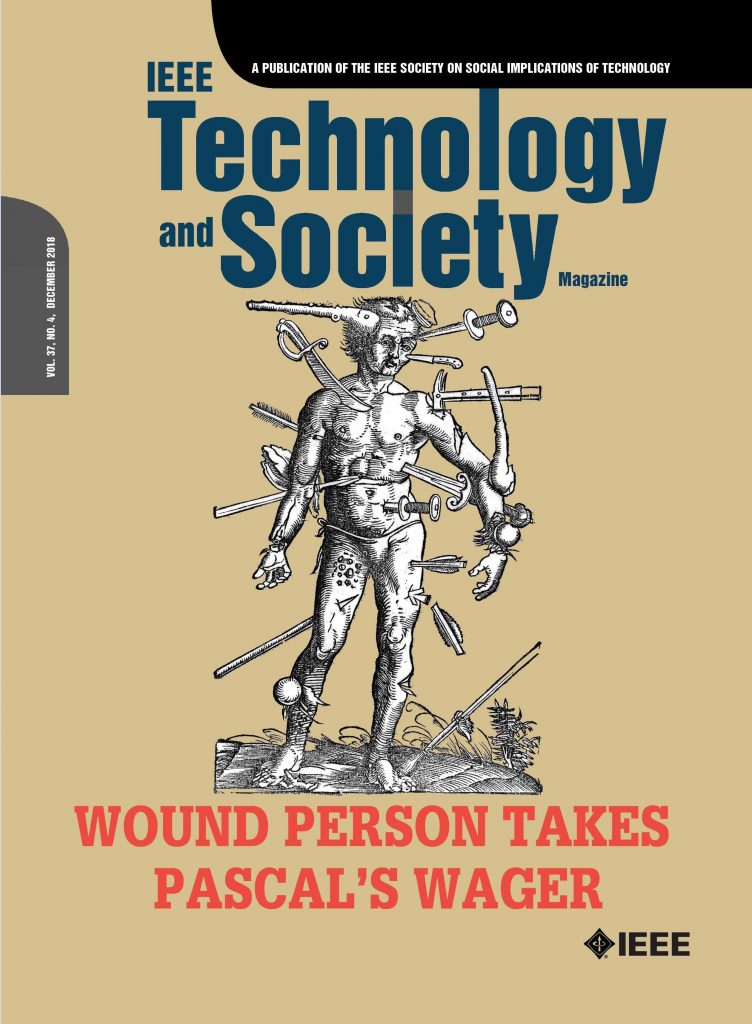 A PUBLICATION OF THE IEEE SOCIETY ON SOCIAL IMPLICATIONS OF TECHNOLOGY
IEEE
Technology
and Society
Magazine
VOL. 37, NO. 4, DECEMBER 2018
WOUND PERSON TAKES
PASCAL'S WAGER
IEEE